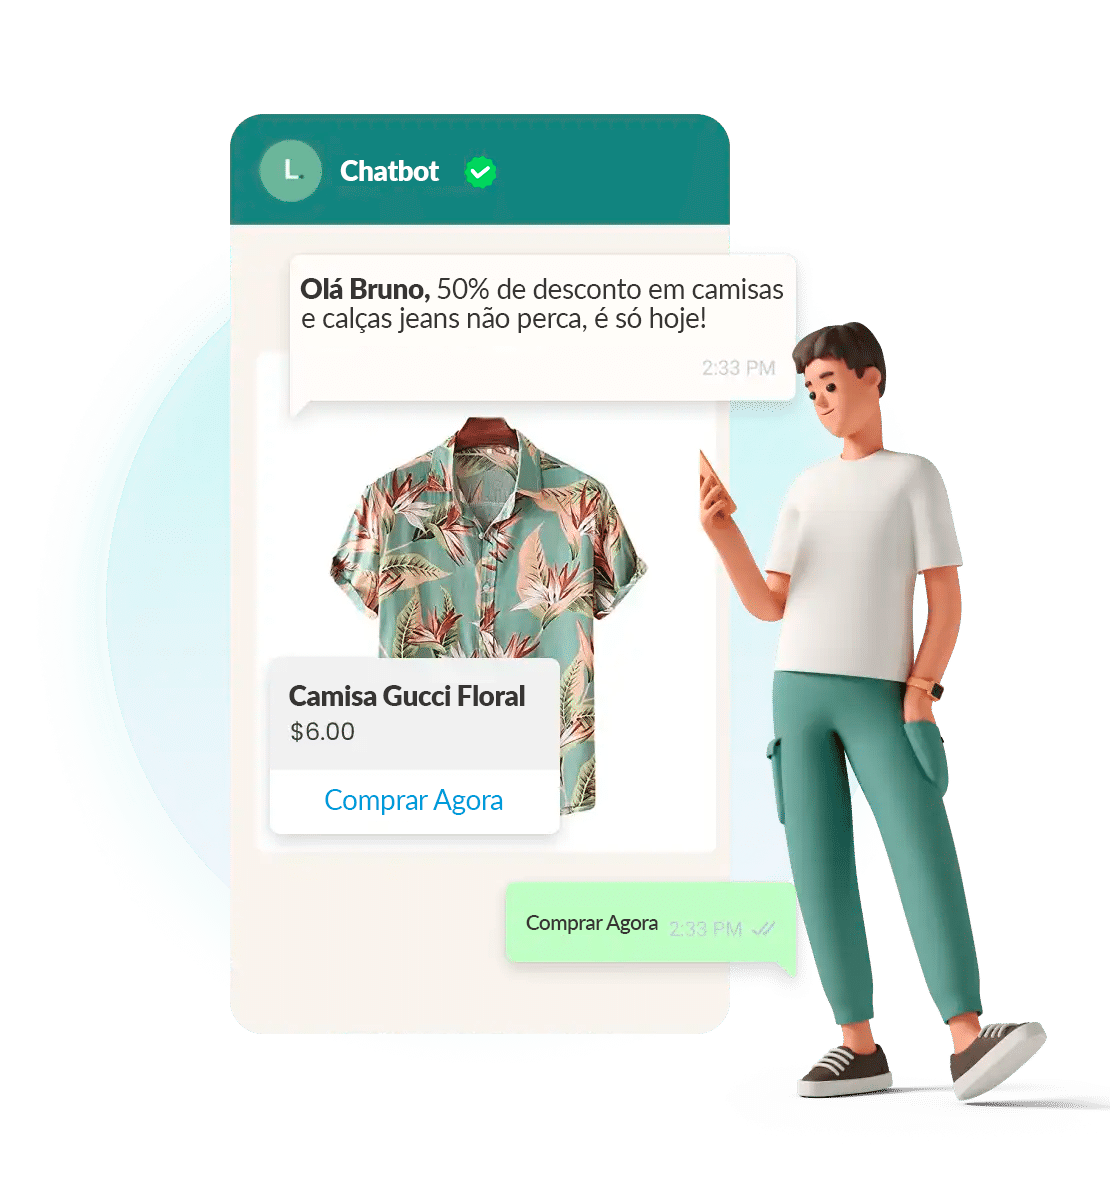 L.
Chatbot
Olá Bruno, 50% de desconto em camisas
e calças jeans não perca, é só hoje!
2:33 PM
Camisa Gucci Floral
$6.00
Comprar Agora
Comprar Agora 2:33 PM